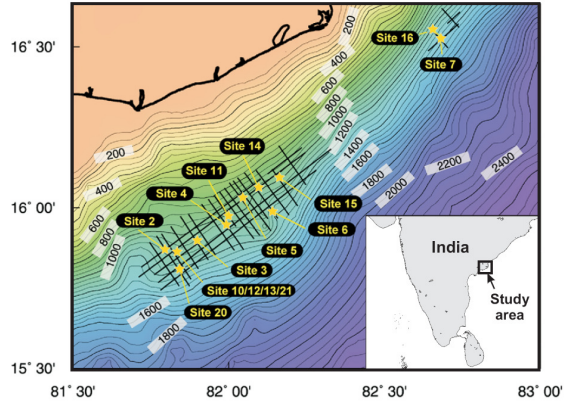 16° 30'
16° 00'
15° 30'
81° 30'
82° 00'
82° 30'
83° 00'
Site 16
Site 7
Site 14
Site 11
Site 4
Site 2
Site 15
Site 6
Site 5
Site 3
Site 10/12/13/21
Site 20
200
400
600
800
1000
1200
1400
1600
1800
2000
2200
2400
200
400
600
800
1000
1600
1800
India
Study
area